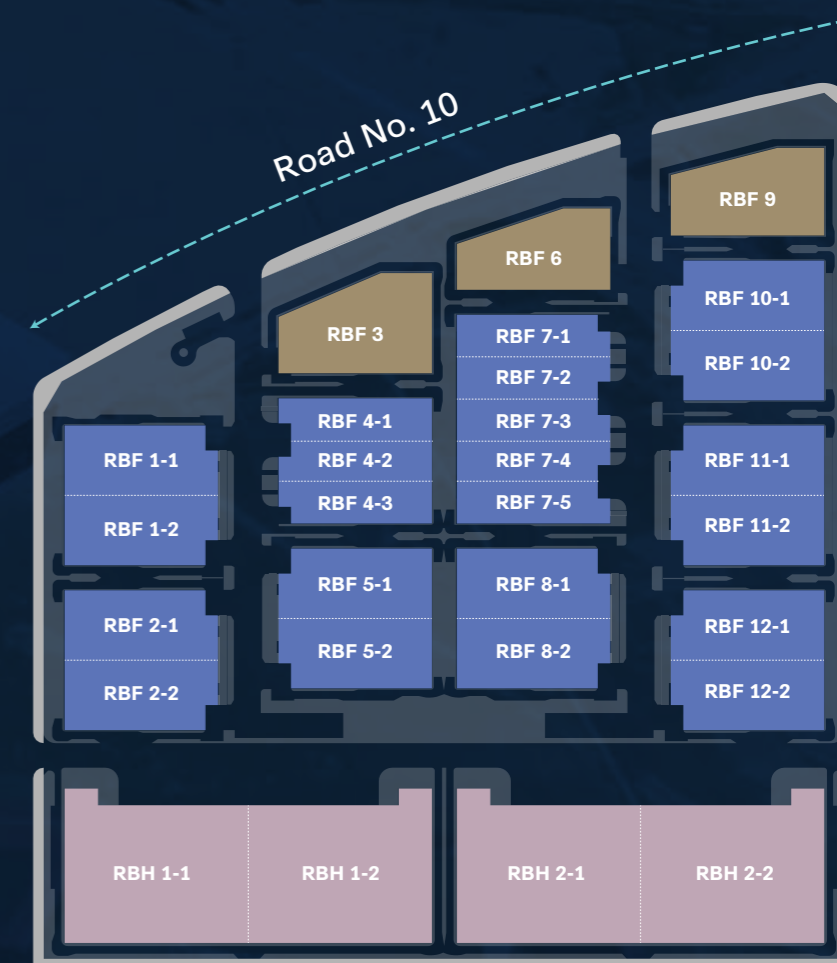 Road No. 10
RBF 9
RBF 6
RBF 3
RBF 10-1
RBF 10-2
RBF 7-1
RBF 7-2
RBF 7-3
RBF 7-4
RBF 7-5
RBF 4-1
RBF 4-2
RBF 4-3
RBF 1-1
RBF 1-2
RBF 11-1
RBF 11-2
RBF 5-1
RBF 5-2
RBF 8-1
RBF 8-2
RBF 2-1
RBF 2-2
RBF 12-1
RBF 12-2
RBH 1-1
RBH 1-2
RBH 2-1
RBH 2-2